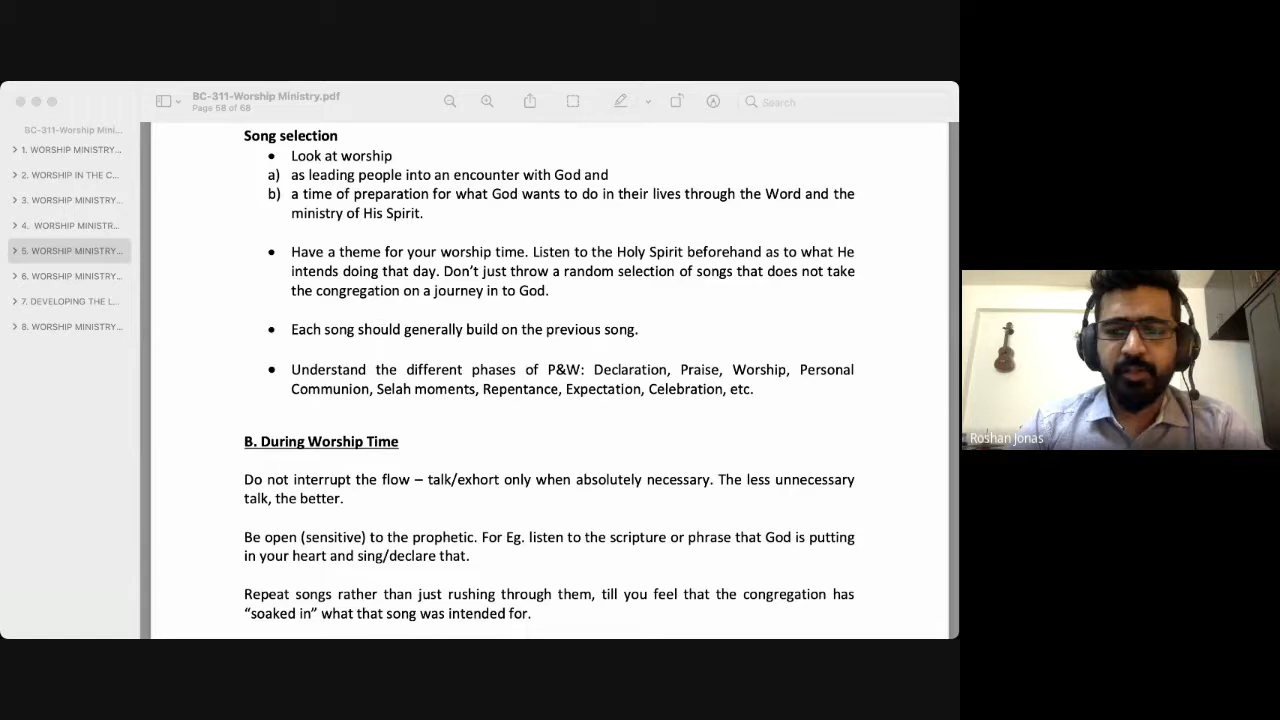 BC-311-Worship Ministry.pdf
Page 58 of 68
Search
BC-311-Worship Mini...
1. WORSHIP MINISTRY...
2. WORSHIP IN THE C...
3. WORSHIP MINISTRY...
4. WORSHIP MINISTR...
5. WORSHIP MINISTRY...
6. WORSHIP MINISTRY...
7. DEVELOPING THE L...
8. WORSHIP MINISTRY...
Song selection
• Look at worship
a) as leading people into an encounter with God and
b) a time of preparation for what God wants to do in their lives through the Word and the
ministry of His Spirit.
• Have a theme for your worship time. Listen to the Holy Spirit beforehand as to what He
intends doing that day. Don’t just throw a random selection of songs that does not take
the congregation on a journey in to God.
• Each song should generally build on the previous song.
• Understand the different phases of P&W: Declaration, Praise, Worship, Personal
Communion, Selah moments, Repentance, Expectation, Celebration, etc.
B. During Worship Time
Do not interrupt the flow – talk/exhort only when absolutely necessary. The less unnecessary
talk, the better.
Be open (sensitive) to the prophetic. For Eg. listen to the scripture or phrase that God is putting
in your heart and sing/declare that.
Repeat songs rather than just rushing through them, till you feel that the congregation has
“soaked in” what that song was intended for.
Roshan Jonas